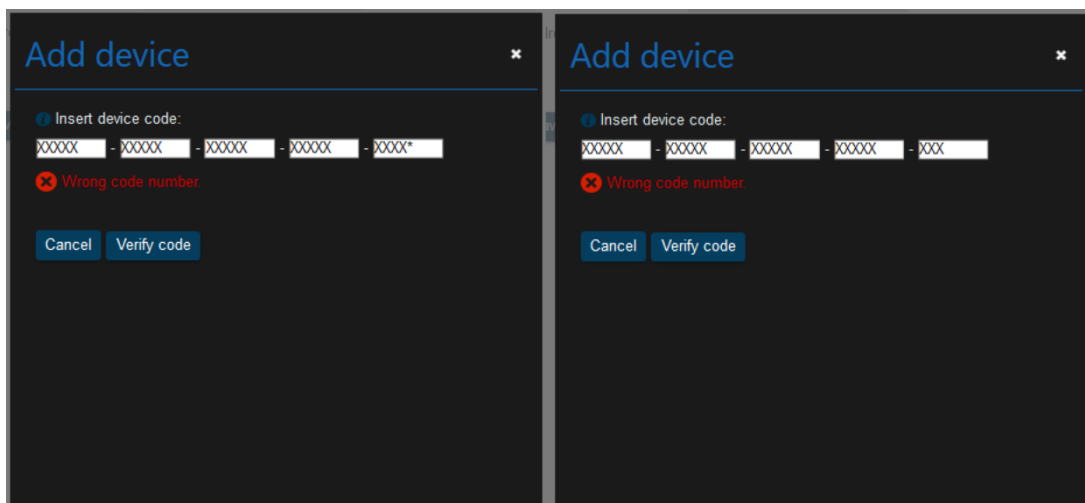 Add device
Insert device code:
XXXXX - XXXXX - XXXXX - XXXXX - XXXX*
Wrong code number.
Cancel Verify code
Add device
Insert device code:
XXXXX - XXXXX - XXXXX - XXXXX - XXX
Wrong code number.
Cancel Verify code